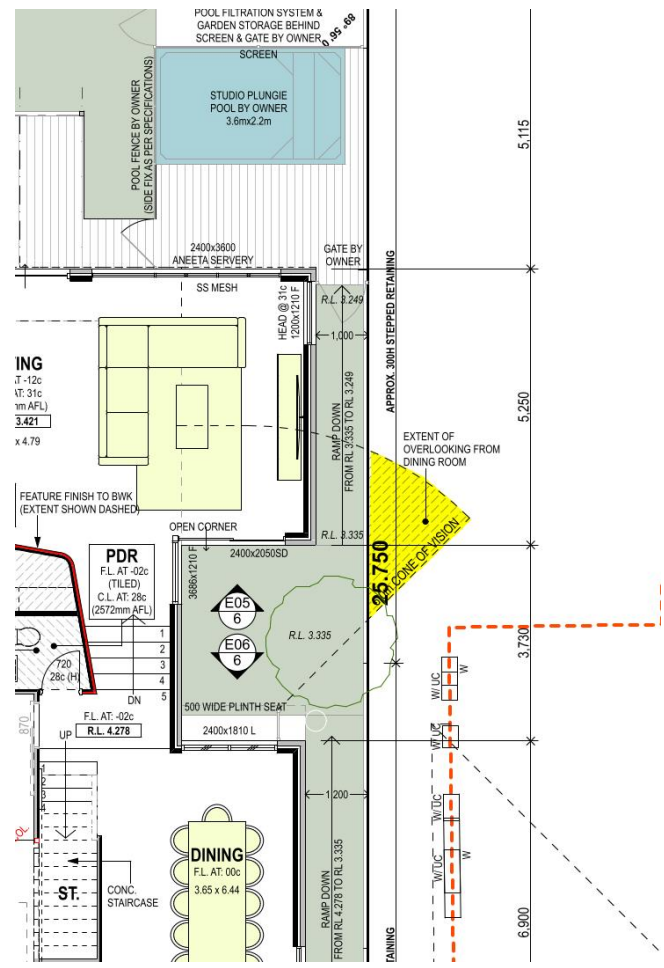 POOL FILTRATION SYSTEM &
GARDEN STORAGE BEHIND
SCREEN & GATE BY OWNER
89° 56' 0
SCREEN
STUDIO PLUNGIE
POOL BY OWNER
3.6mx2.2m
POOL FENCE BY OWNER
(SIDE FIX AS PER SPECIFICATIONS)
5,115
2400x3600
ANEETA SERVERY
GATE BY
OWNER
SS MESH
R.L. 3.249
HEAD @ 31c
1200x1210 F
1,000
APPROX. 300H STEPPED RETAINING
ING
AT: 31c
3.421
x 4.79
RAMP DOWN
FROM RL 3.335 TO RL 3.249
5,250
EXTENT OF
OVERLOOKING FROM
DINING ROOM
FEATURE FINISH TO BWK
(EXTENT SHOWN DASHED)
OPEN CORNER
R.L. 3.335
2400x2050SD
CONE OF VISION
25.750
PDR
F.L. AT -02c
(TILED)
C.L. AT: 28c
(2572mm AFL)
3686x1210 F
E05
6
E06
6
R.L. 3.335
3,730
1
2
3
4
5
720
28c (H)
DN
W/ UC
W
500 WIDE PLINTH SEAT
F.L. AT: -02c
R.L. 4.278
870
UP
2400x1810 L
W/ UC
1
2
3
4
1,200
W/ UC
DINING
F.L. AT: 00c
3.65 x 6.44
W/ UC
W
ST.
CONC.
STAIRCASE
RAMP DOWN
FROM RL 4.278 TO RL 3.335
TAINING
6,900